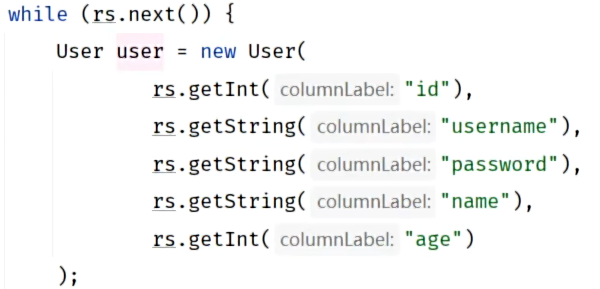 while (rs.next()) {
User user = new User(
rs.getInt( columnLabel: "id"),
rs.getString( columnLabel: "username"),
rs.getString( columnLabel: "password"),
rs.getString( columnLabel: "name"),
rs.getInt( columnLabel: "age")
);